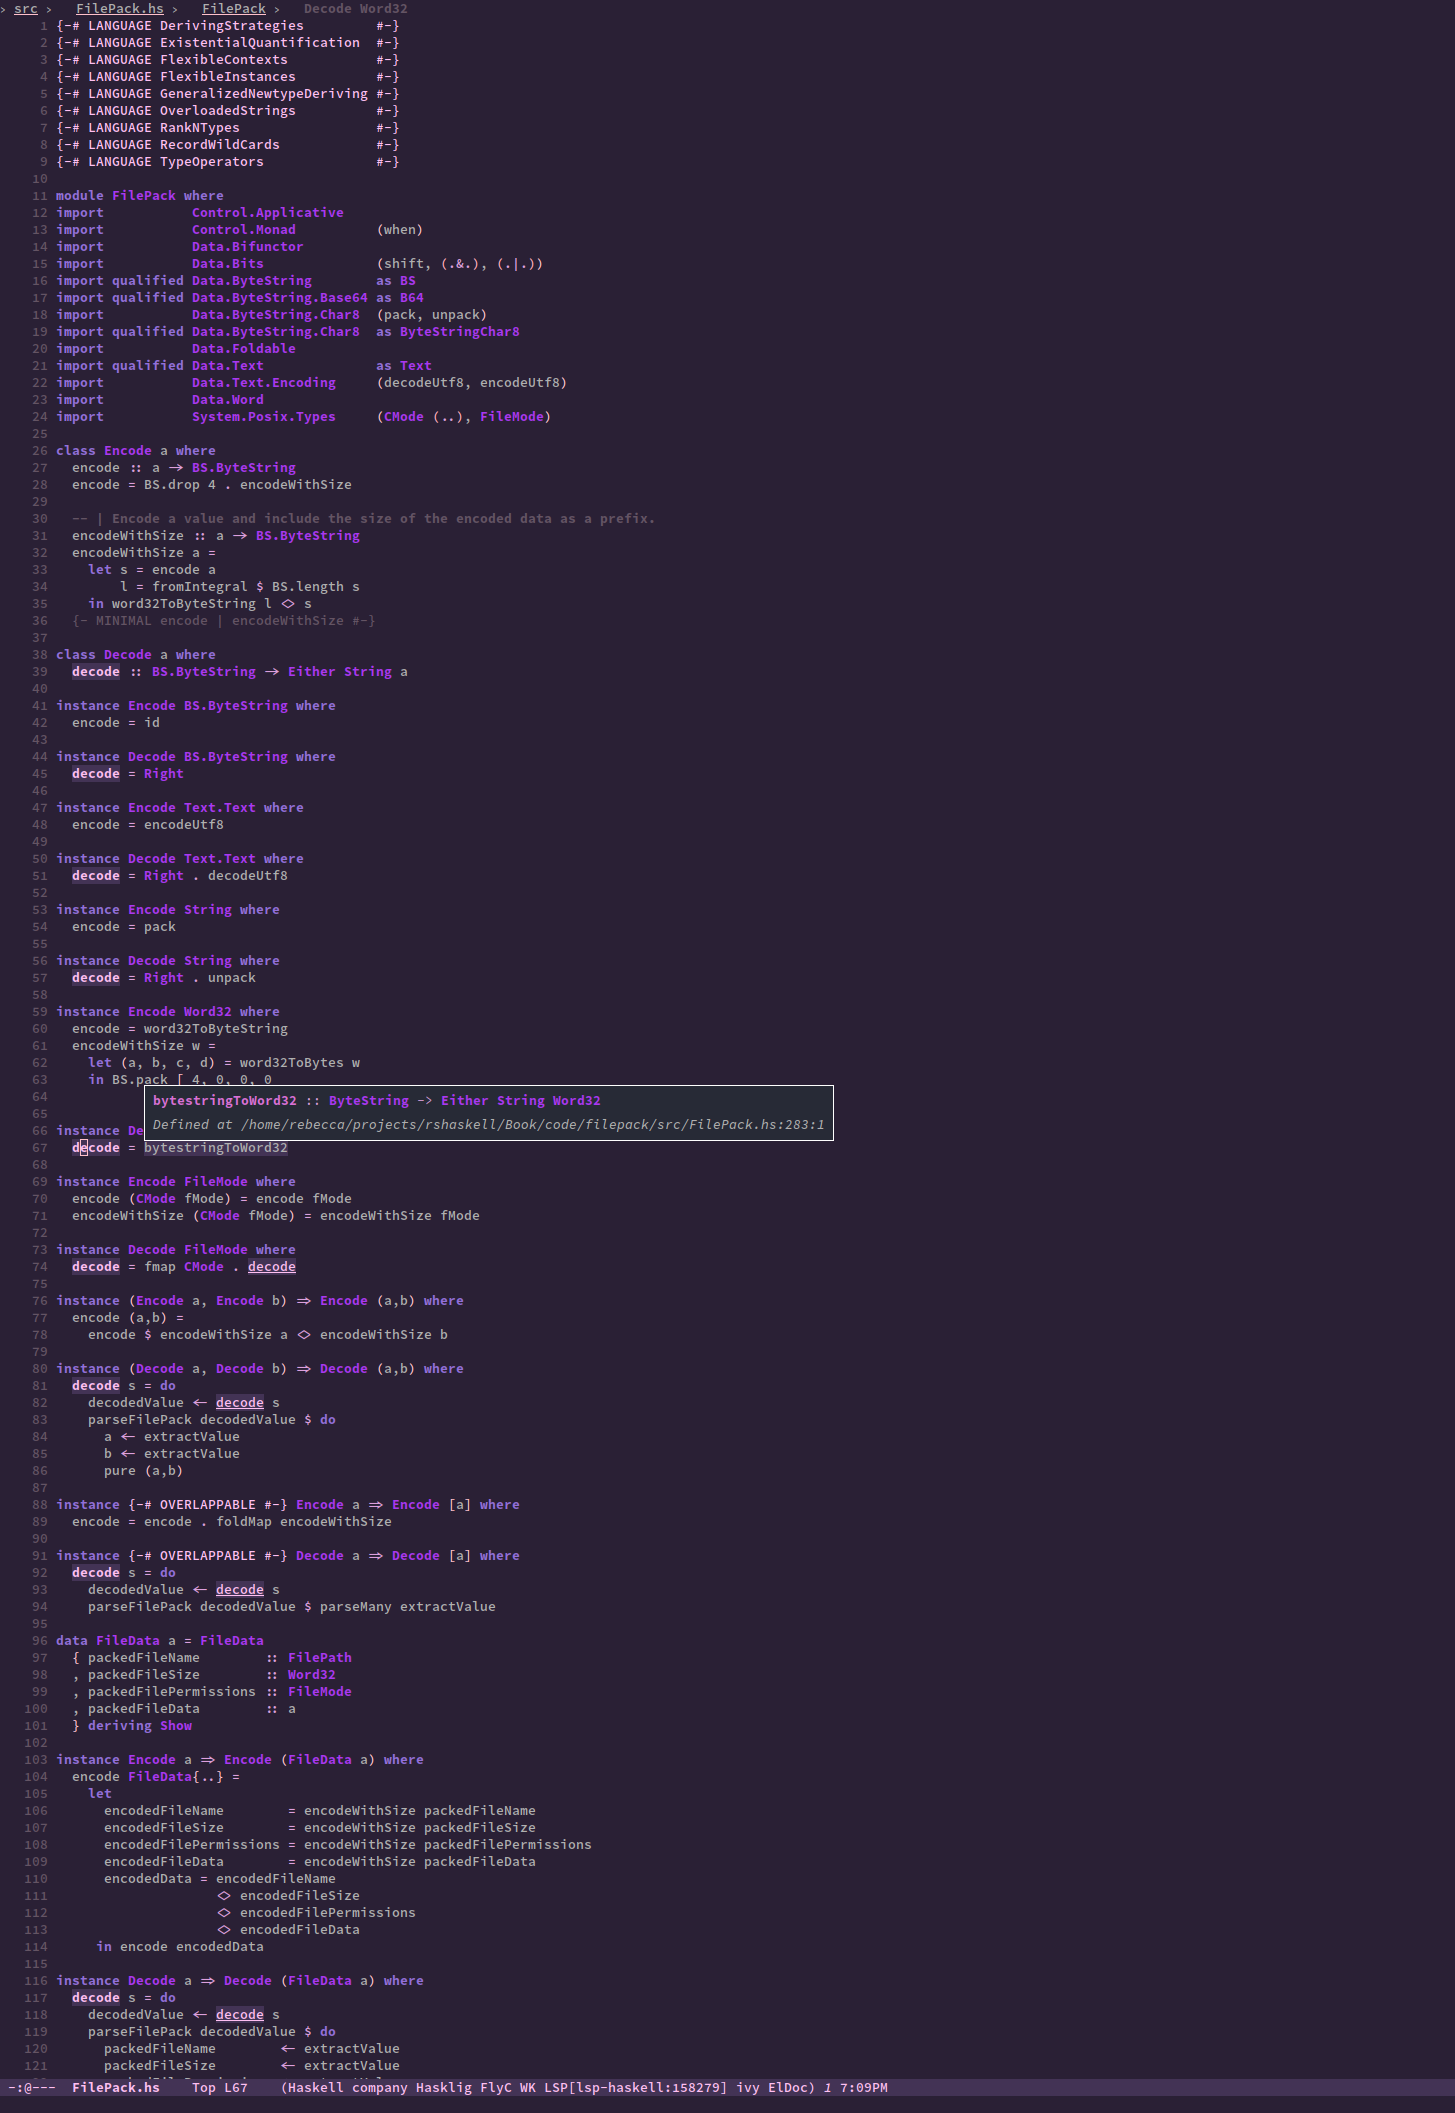 › src › FilePack.hs › FilePack › Decode Word32
1 {-# LANGUAGE DerivingStrategies         #-}
2 {-# LANGUAGE ExistentialQuantification  #-}
3 {-# LANGUAGE FlexibleContexts           #-}
4 {-# LANGUAGE FlexibleInstances          #-}
5 {-# LANGUAGE GeneralizedNewtypeDeriving #-}
6 {-# LANGUAGE OverloadedStrings          #-}
7 {-# LANGUAGE RankNTypes                 #-}
8 {-# LANGUAGE RecordWildCards            #-}
9 {-# LANGUAGE TypeOperators              #-}
10
11 module FilePack where
12 import           Control.Applicative
13 import           Control.Monad          (when)
14 import           Data.Bifunctor
15 import           Data.Bits              (shift, (.&.), (.|.))
16 import qualified Data.ByteString        as BS
17 import qualified Data.ByteString.Base64 as B64
18 import           Data.ByteString.Char8  (pack, unpack)
19 import qualified Data.ByteString.Char8  as ByteStringChar8
20 import           Data.Foldable
21 import qualified Data.Text              as Text
22 import           Data.Text.Encoding     (decodeUtf8, encodeUtf8)
23 import           Data.Word
24 import           System.Posix.Types     (CMode (..), FileMode)
25
26 class Encode a where
27   encode :: a → BS.ByteString
28   encode = BS.drop 4 . encodeWithSize
29
30   -- | Encode a value and include the size of the encoded data as a prefix.
31   encodeWithSize :: a → BS.ByteString
32   encodeWithSize a =
33     let s = encode a
34         l = fromIntegral $ BS.length s
35     in word32ToByteString l <> s
36   {- MINIMAL encode | encodeWithSize #-}
37
38 class Decode a where
39   decode :: BS.ByteString → Either String a
40
41 instance Encode BS.ByteString where
42   encode = id
43
44 instance Decode BS.ByteString where
45   decode = Right
46
47 instance Encode Text.Text where
48   encode = encodeUtf8
49
50 instance Decode Text.Text where
51   decode = Right . decodeUtf8
52
53 instance Encode String where
54   encode = pack
55
56 instance Decode String where
57   decode = Right . unpack
58
59 instance Encode Word32 where
60   encode = word32ToByteString
61   encodeWithSize w =
62     let (a, b, c, d) = word32ToBytes w
63     in BS.pack [ 4, 0, 0, 0
64
bytestringToWord32 :: ByteString -> Either String Word32
65
Defined at /home/rebecca/projects/rshaskell/Book/code/filepack/src/FilePack.hs:283:1
66 instance De
67   decode = bytestringToWord32
68
69 instance Encode FileMode where
70   encode (CMode fMode) = encode fMode
71   encodeWithSize (CMode fMode) = encodeWithSize fMode
72
73 instance Decode FileMode where
74   decode = fmap CMode . decode
75
76 instance (Encode a, Encode b) ⇒ Encode (a,b) where
77   encode (a,b) =
78     encode $ encodeWithSize a <> encodeWithSize b
79
80 instance (Decode a, Decode b) ⇒ Decode (a,b) where
81   decode s = do
82     decodedValue ← decode s
83     parseFilePack decodedValue $ do
84       a ← extractValue
85       b ← extractValue
86       pure (a,b)
87
88 instance {-# OVERLAPPABLE #-} Encode a ⇒ Encode [a] where
89   encode = encode . foldMap encodeWithSize
90
91 instance {-# OVERLAPPABLE #-} Decode a ⇒ Decode [a] where
92   decode s = do
93     decodedValue ← decode s
94     parseFilePack decodedValue $ parseMany extractValue
95
96 data FileData a = FileData
97   { packedFileName        :: FilePath
98   , packedFileSize        :: Word32
99   , packedFilePermissions :: FileMode
100   , packedFileData        :: a
101   } deriving Show
102
103 instance Encode a ⇒ Encode (FileData a) where
104   encode FileData{..} =
105     let
106       encodedFileName        = encodeWithSize packedFileName
107       encodedFileSize        = encodeWithSize packedFileSize
108       encodedFilePermissions = encodeWithSize packedFilePermissions
109       encodedFileData        = encodeWithSize packedFileData
110       encodedData = encodedFileName
111                     <> encodedFileSize
112                     <> encodedFilePermissions
113                     <> encodedFileData
114      in encode encodedData
115
116 instance Decode a ⇒ Decode (FileData a) where
117   decode s = do
118     decodedValue ← decode s
119     parseFilePack decodedValue $ do
120       packedFileName        ← extractValue
121       packedFileSize        ← extractValue
-:@---  FilePack.hs    Top L67    (Haskell company Hasklig FlyC WK LSP[lsp-haskell:158279] ivy ElDoc) 1 7:09PM